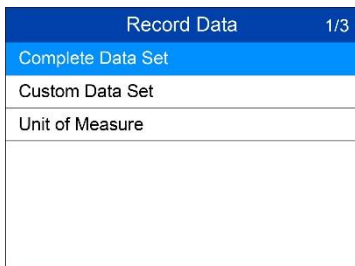 Record Data 1/3
Complete Data Set
Custom Data Set
Unit of Measure